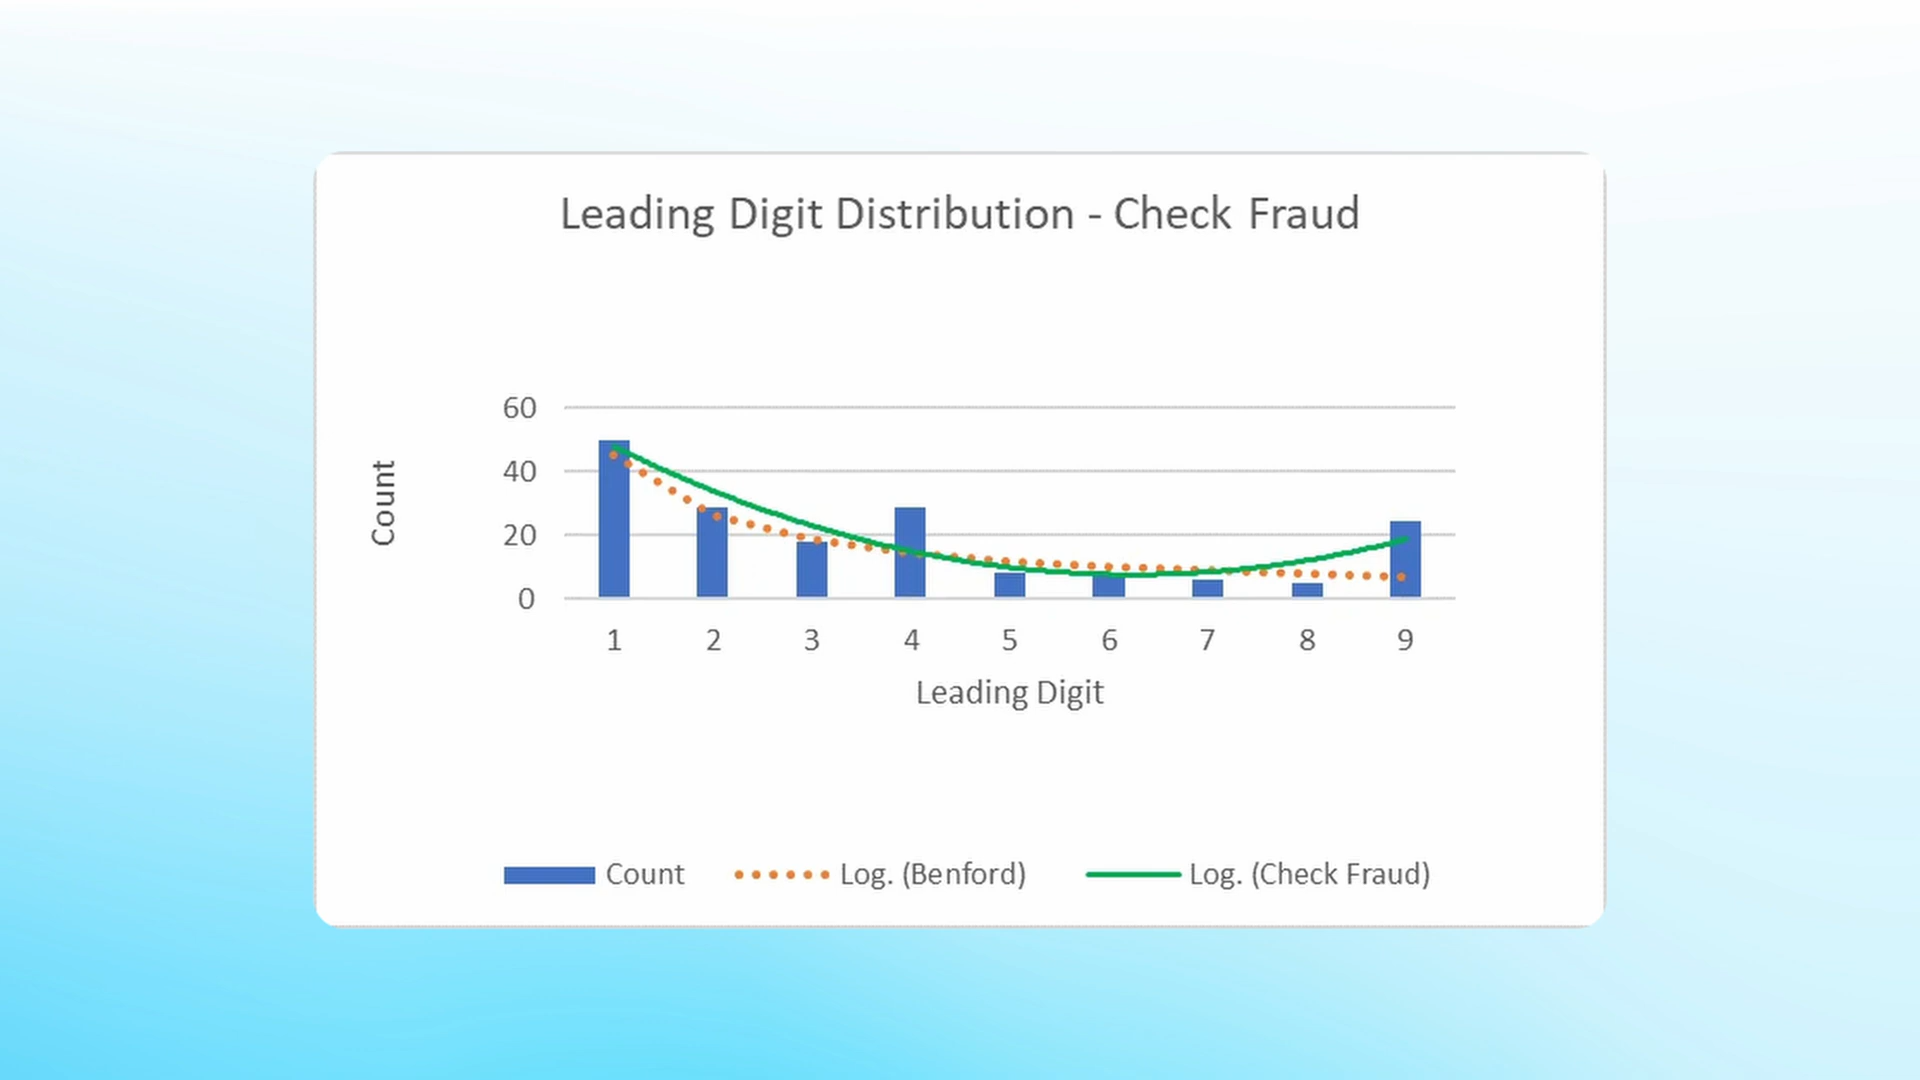 Leading Digit Distribution - Check Fraud
60
40
20
0
Count
1 2 3 4 5 6 7 8 9
Leading Digit
Count Log. (Benford) Log. (Check Fraud)